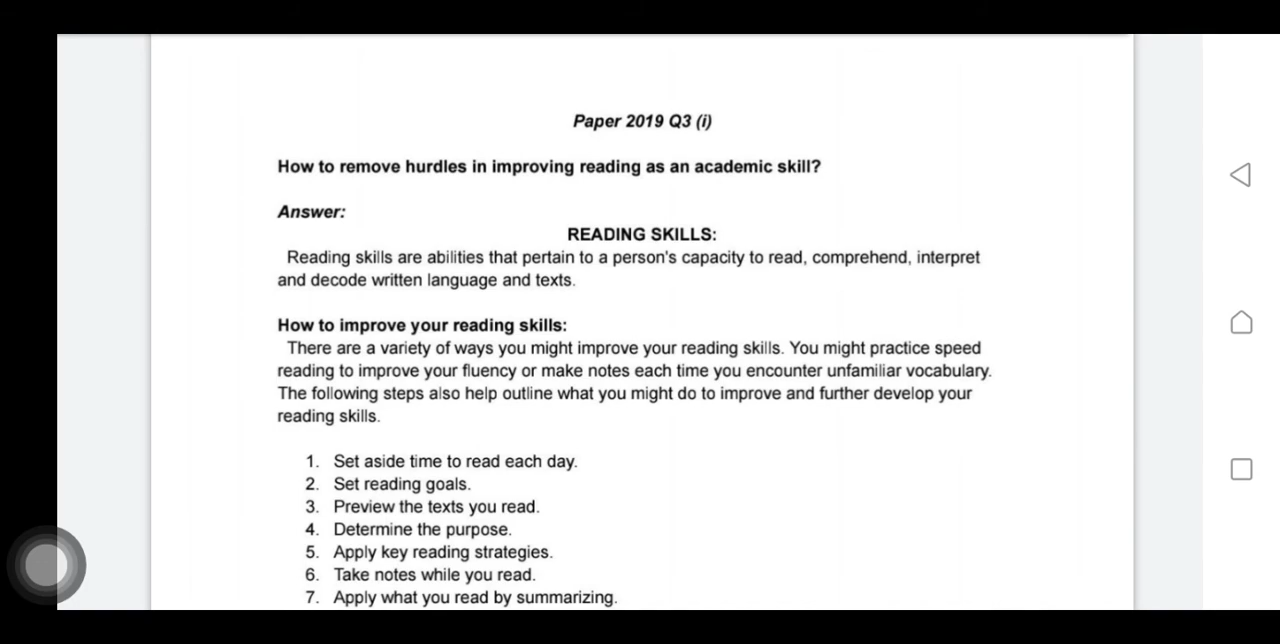 Paper 2019 Q3 (i)
How to remove hurdles in improving reading as an academic skill?
Answer:
READING SKILLS:
Reading skills are abilities that pertain to a person's capacity to read, comprehend, interpret
and decode written language and texts.
How to improve your reading skills:
There are a variety of ways you might improve your reading skills. You might practice speed
reading to improve your fluency or make notes each time you encounter unfamiliar vocabulary.
The following steps also help outline what you might do to improve and further develop your
reading skills.
1. Set aside time to read each day.
2. Set reading goals.
3. Preview the texts you read.
4. Determine the purpose.
5. Apply key reading strategies.
6. Take notes while you read.
7. Apply what you read by summarizing.